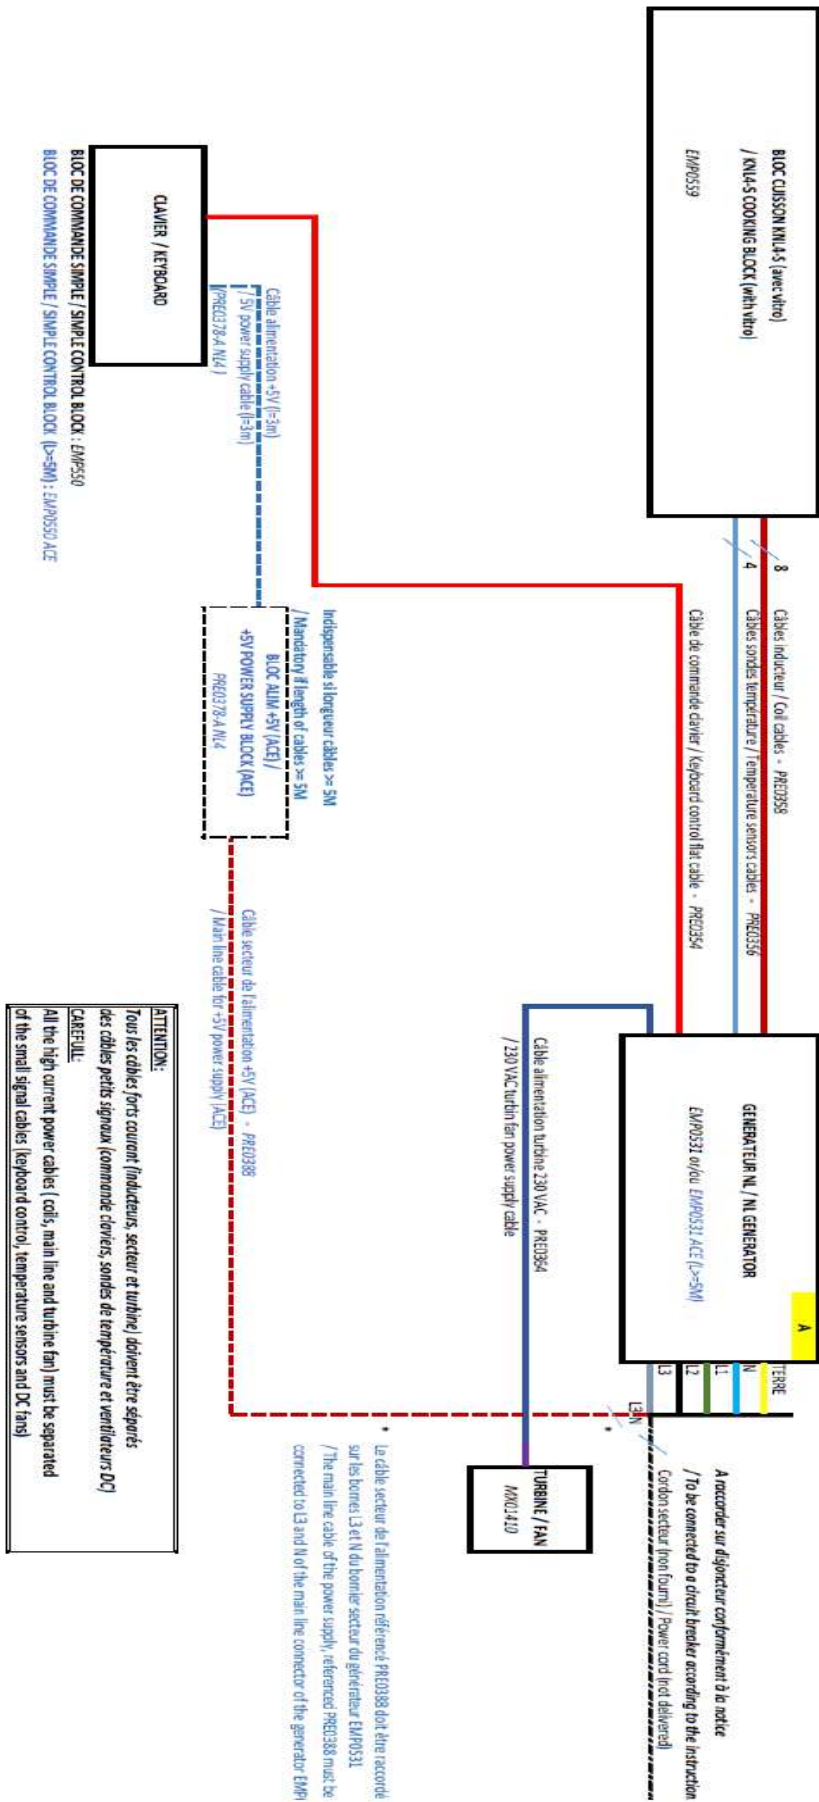 BLOC CUISSON KNL4-S (avec vitro)
/ KNL4-S COOKING BLOCK (with vitro)
EMP0559
8
4
Câbles inducteur / Coil cables - PRE0358
Câbles sondes température / Temperature sensors cables - PRE0356
Câble de commande clavier / Keyboard control flat cable - PRE0354
A
GENERATEUR NL / NL GENERATOR
EMP0531 or/ou EMP0531 ACE (L>=5M)
TERRE
N
L1
L2
L3
L3-N
A raccorder sur disjoncteur conformément à la notice
/ To be connected to a circuit breaker according to the instruction
Cordon secteur (non fourni) / Power cord (not delivered)
Câble alimentation turbine 230 VAC - PRE0364
/ 230 VAC turbin fan power supply cable
TURBINE / FAN
MX01410
CLAVIER / KEYBOARD
BLOC DE COMMANDE SIMPLE / SIMPLE CONTROL BLOCK : EMP550
BLOC DE COMMANDE SIMPLE / SIMPLE CONTROL BLOCK (L>=5M) : EMP0550 ACE
Câble alimentation +5V (l=3m)
/ 5V power supply cable (l=3m)
(PRE0378-A NL4 )
Indispensable si longueur câbles >= 5M
/ Mandatory if length of cables >= 5M
BLOC ALIM +5V (ACE) /
+5V POWER SUPPLY BLOCK (ACE)
PRE0378-A NL4
Câble secteur de l'alimentation +5V (ACE) - PRE0388
/ Main line cable for +5V power supply (ACE)
*
*
Le câble secteur de l'alimentation référencé PRE0388 doit être raccordé
sur les bornes L3 et N du bornier secteur du générateur EMP0531
/ The main line cable of the power supply, referenced PRE0388 must be
connected to L3 and N of the main line connector of the generator EMP
ATTENTION:
Tous les câbles forts courant (inducteurs, secteur et turbine) doivent être séparés
des câbles petits signaux (commande claviers, sondes de température et ventilateurs DC)
CAREFULL:
All the high current power cables ( coils, main line and turbine fan) must be separated
of the small signal cables (keyboard control, temperature sensors and DC fans)